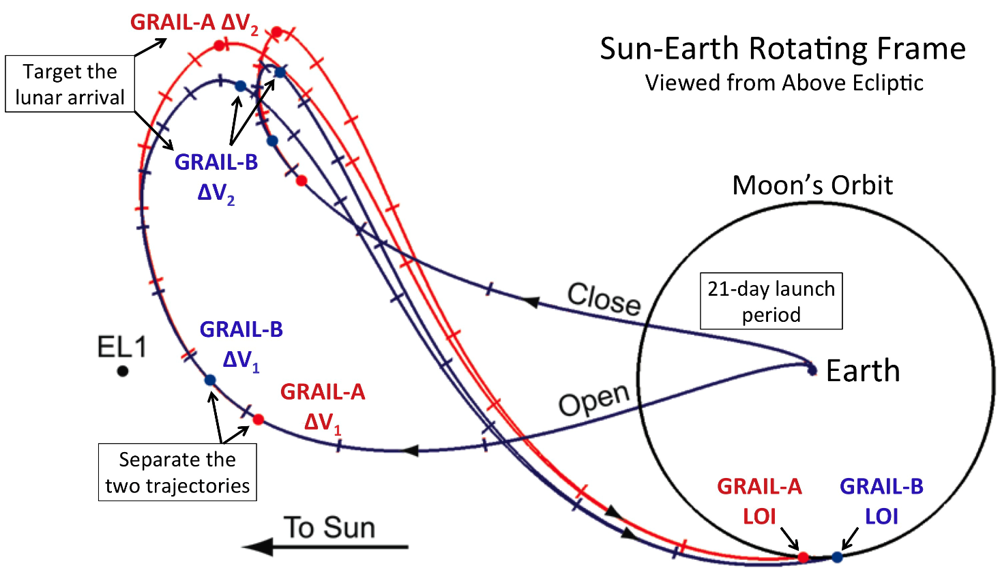 GRAIL-A ΔV2
Sun-Earth Rotating Frame
Viewed from Above Ecliptic
Target the
lunar arrival
GRAIL-B
ΔV2
Moon's Orbit
21-day launch
period
Close
GRAIL-B
ΔV1
EL1
Earth
GRAIL-A
ΔV1
Open
Separate the
two trajectories
GRAIL-A
LOI
GRAIL-B
LOI
To Sun